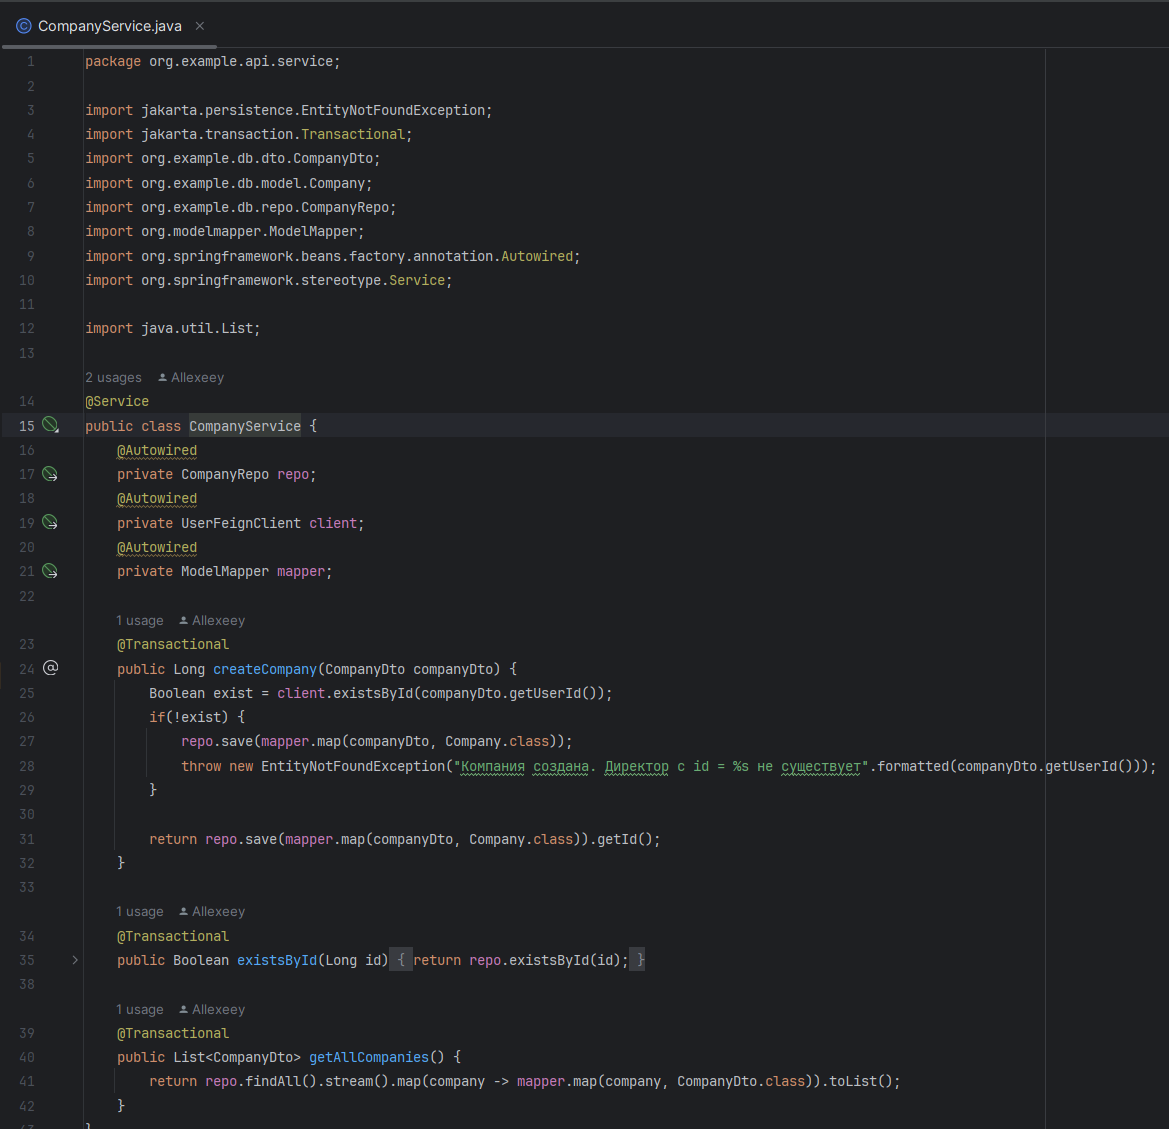 CompanyService.java
1 package org.example.api.service;
2
3 import jakarta.persistence.EntityNotFoundException;
4 import jakarta.transaction.Transactional;
5 import org.example.db.dto.CompanyDto;
6 import org.example.db.model.Company;
7 import org.example.db.repo.CompanyRepo;
8 import org.modelmapper.ModelMapper;
9 import org.springframework.beans.factory.annotation.Autowired;
10 import org.springframework.stereotype.Service;
11
12 import java.util.List;
13
2 usages Allexeey
14 @Service
15 public class CompanyService {
16 @Autowired
17 private CompanyRepo repo;
18 @Autowired
19 private UserFeignClient client;
20 @Autowired
21 private ModelMapper mapper;
22
1 usage Allexeey
23 @Transactional
24 public Long createCompany(CompanyDto companyDto) {
25 Boolean exist = client.existsById(companyDto.getUserId());
26 if(!exist) {
27 repo.save(mapper.map(companyDto, Company.class));
28 throw new EntityNotFoundException("Компания создана. Директор с id = %s не существует".formatted(companyDto.getUserId()));
29 }
30
31 return repo.save(mapper.map(companyDto, Company.class)).getId();
32 }
33
1 usage Allexeey
34 @Transactional
35 public Boolean existsById(Long id) { return repo.existsById(id); }
38
1 usage Allexeey
39 @Transactional
40 public List<CompanyDto> getAllCompanies() {
41 return repo.findAll().stream().map(company -> mapper.map(company, CompanyDto.class)).toList();
42 }
43 }